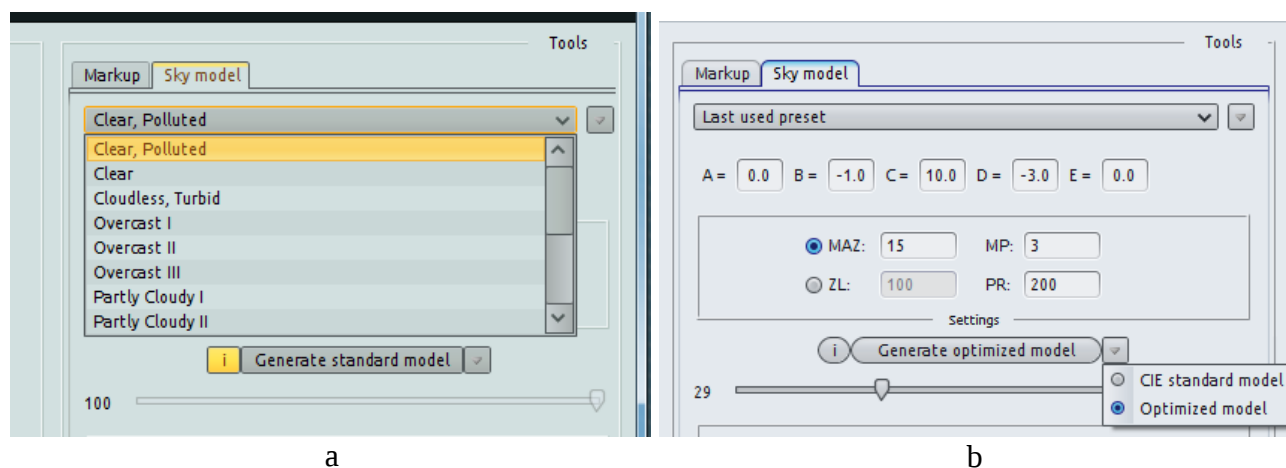 Tools
Markup Sky model
Clear, Polluted
Clear, Polluted
Clear
Cloudless, Turbid
Overcast I
Overcast II
Overcast III
Partly Cloudy I
Partly Cloudy II
i Generate standard model
100
a
Tools
Markup Sky model
Last used preset
A = 0.0 B = -1.0 C = 10.0 D = -3.0 E = 0.0
MAZ: 15 MP: 3
ZL: 100 PR: 200
Settings
i Generate optimized model
29
CIE standard model
Optimized model
b